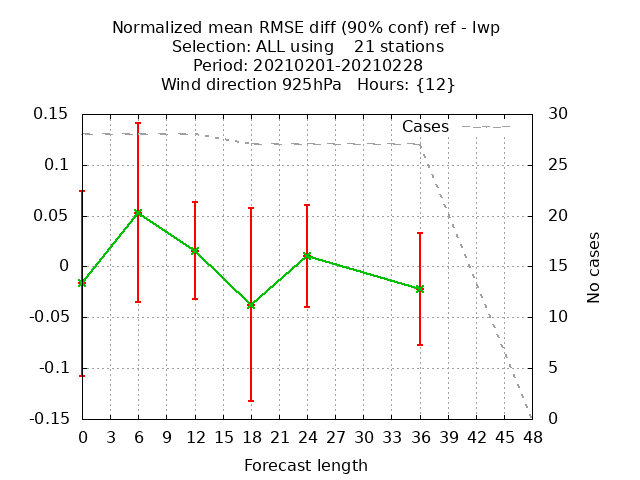 Normalized mean RMSE diff (90% conf) ref - lwp
Selection: ALL using    21 stations
Period: 20210201-20210228
Wind direction 925hPa   Hours: {12}
Cases
0.15
0.1
0.05
0
-0.05
-0.1
-0.15
30
25
20
15
10
5
0
No cases
0 3 6 9 12 15 18 21 24 27 30 33 36 39 42 45 48
Forecast length